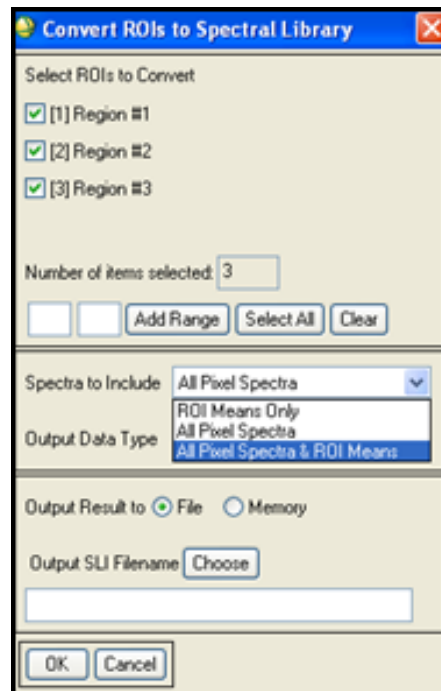 Convert ROIs to Spectral Library
Select ROIs to Convert
[1] Region #1
[2] Region #2
[3] Region #3
Number of items selected: 3
Add Range Select All Clear
Spectra to Include All Pixel Spectra
ROI Means Only
All Pixel Spectra
Output Data Type
All Pixel Spectra & ROI Means
Output Result to File Memory
Output SLI Filename Choose
OK Cancel